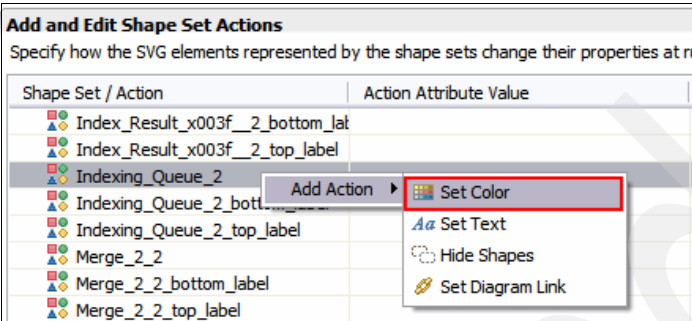 Add and Edit Shape Set Actions
Specify how the SVG elements represented by the shape sets change their properties at
Shape Set / Action Action Attribute Value
Index_Result_x003f__2_bottom_lab
Index_Result_x003f__2_top_label
Indexing_Queue_2
Add Action Set Color
Indexing_Queue_2_bott
Indexing_Queue_2_top_label
Aa Set Text
Merge_2_2
Hide Shapes
Merge_2_2_bottom_label
Set Diagram Link
Merge_2_2_top_label